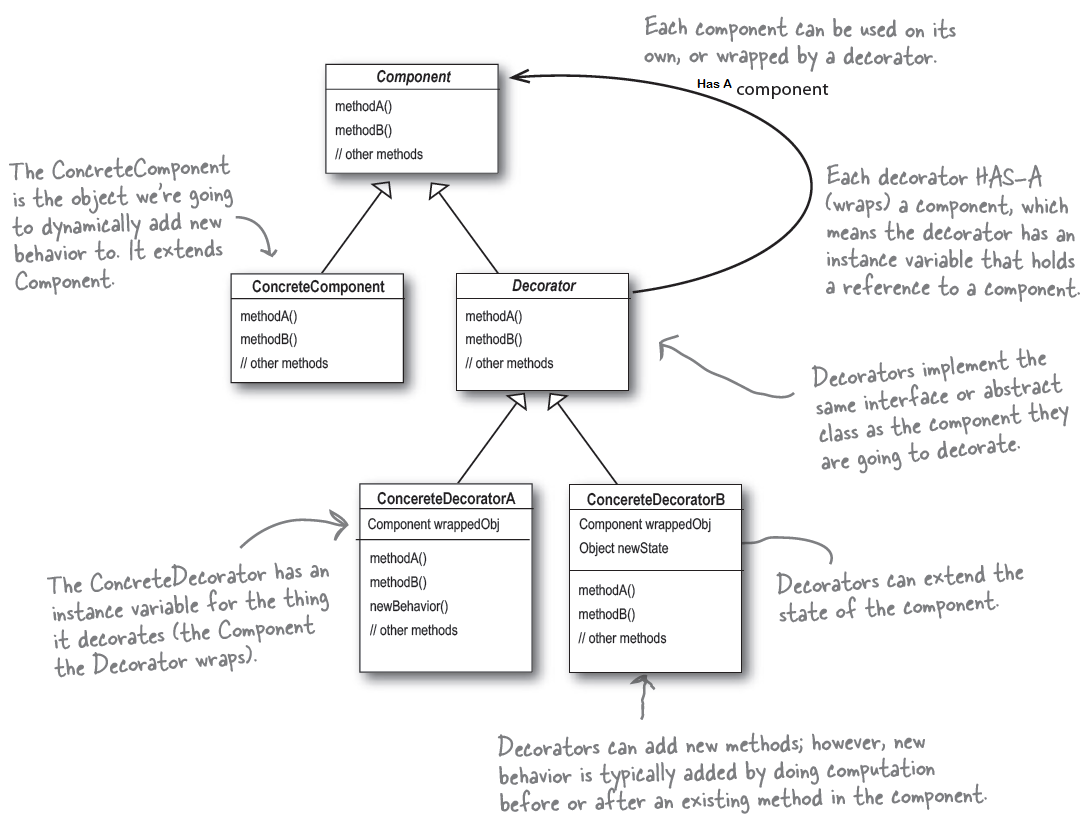 Each component can be used on its
own, or wrapped by a decorator.
Has A component
Component
methodA()
methodB()
// other methods
The ConcreteComponent
is the object we're going
to dynamically add new
behavior to. It extends
Component.
Each decorator HAS-A
(wraps) a component, which
means the decorator has an
instance variable that holds
a reference to a component.
ConcreteComponent
methodA()
methodB()
// other methods
Decorator
methodA()
methodB()
// other methods
Decorators implement the
same interface or abstract
class as the component they
are going to decorate.
ConcereteDecoratorA
Component wrappedObj
methodA()
methodB()
newBehavior()
// other methods
ConcereteDecoratorB
Component wrappedObj
Object newState
methodA()
methodB()
// other methods
The ConcreteDecorator has an
instance variable for the thing
it decorates (the Component
the Decorator wraps).
Decorators can extend the
state of the component.
Decorators can add new methods; however, new
behavior is typically added by doing computation
before or after an existing method in the component.